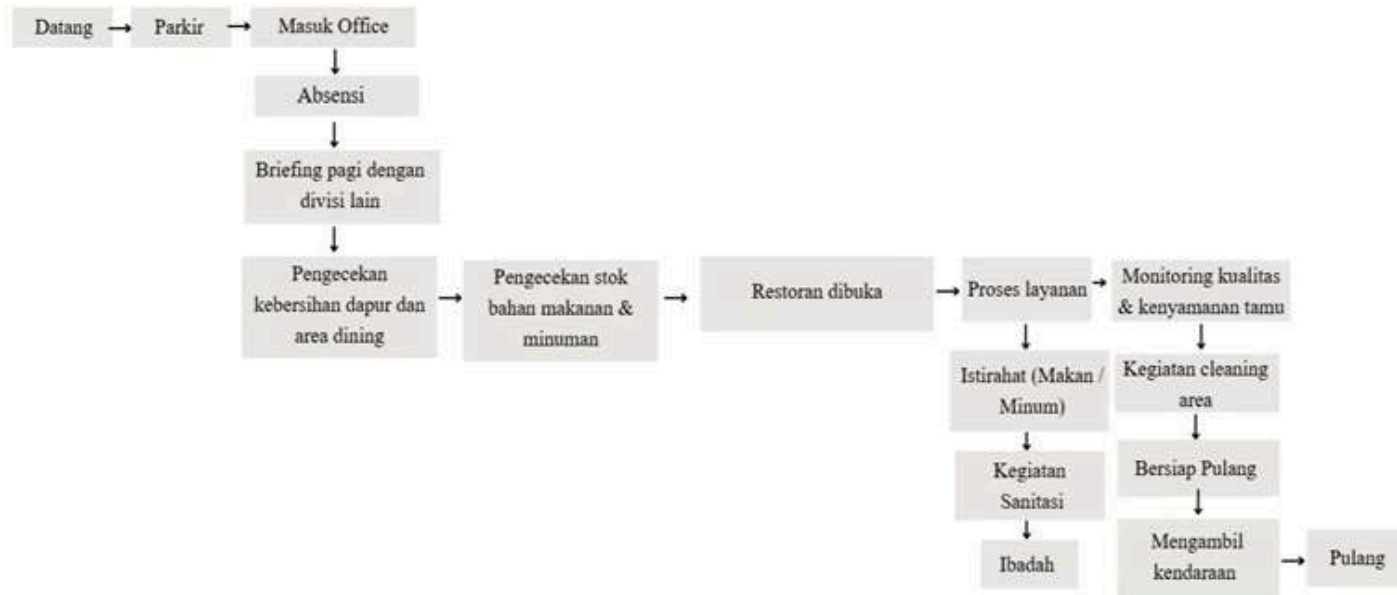 Datang
Parkir
Masuk Office
Absensi
Briefing pagi dengan
divisi lain
Pengecekan
kebersihan dapur dan
area dining
Pengecekan stok
bahan makanan &
minuman
Restoran dibuka
Proses layanan
Monitoring kualitas
& kenyamanan tamu
Istirahat (Makan /
Minum)
Kegiatan
Sanitasi
Ibadah
Kegiatan cleaning
area
Bersiap Pulang
Mengambil
kendaraan
Pulang